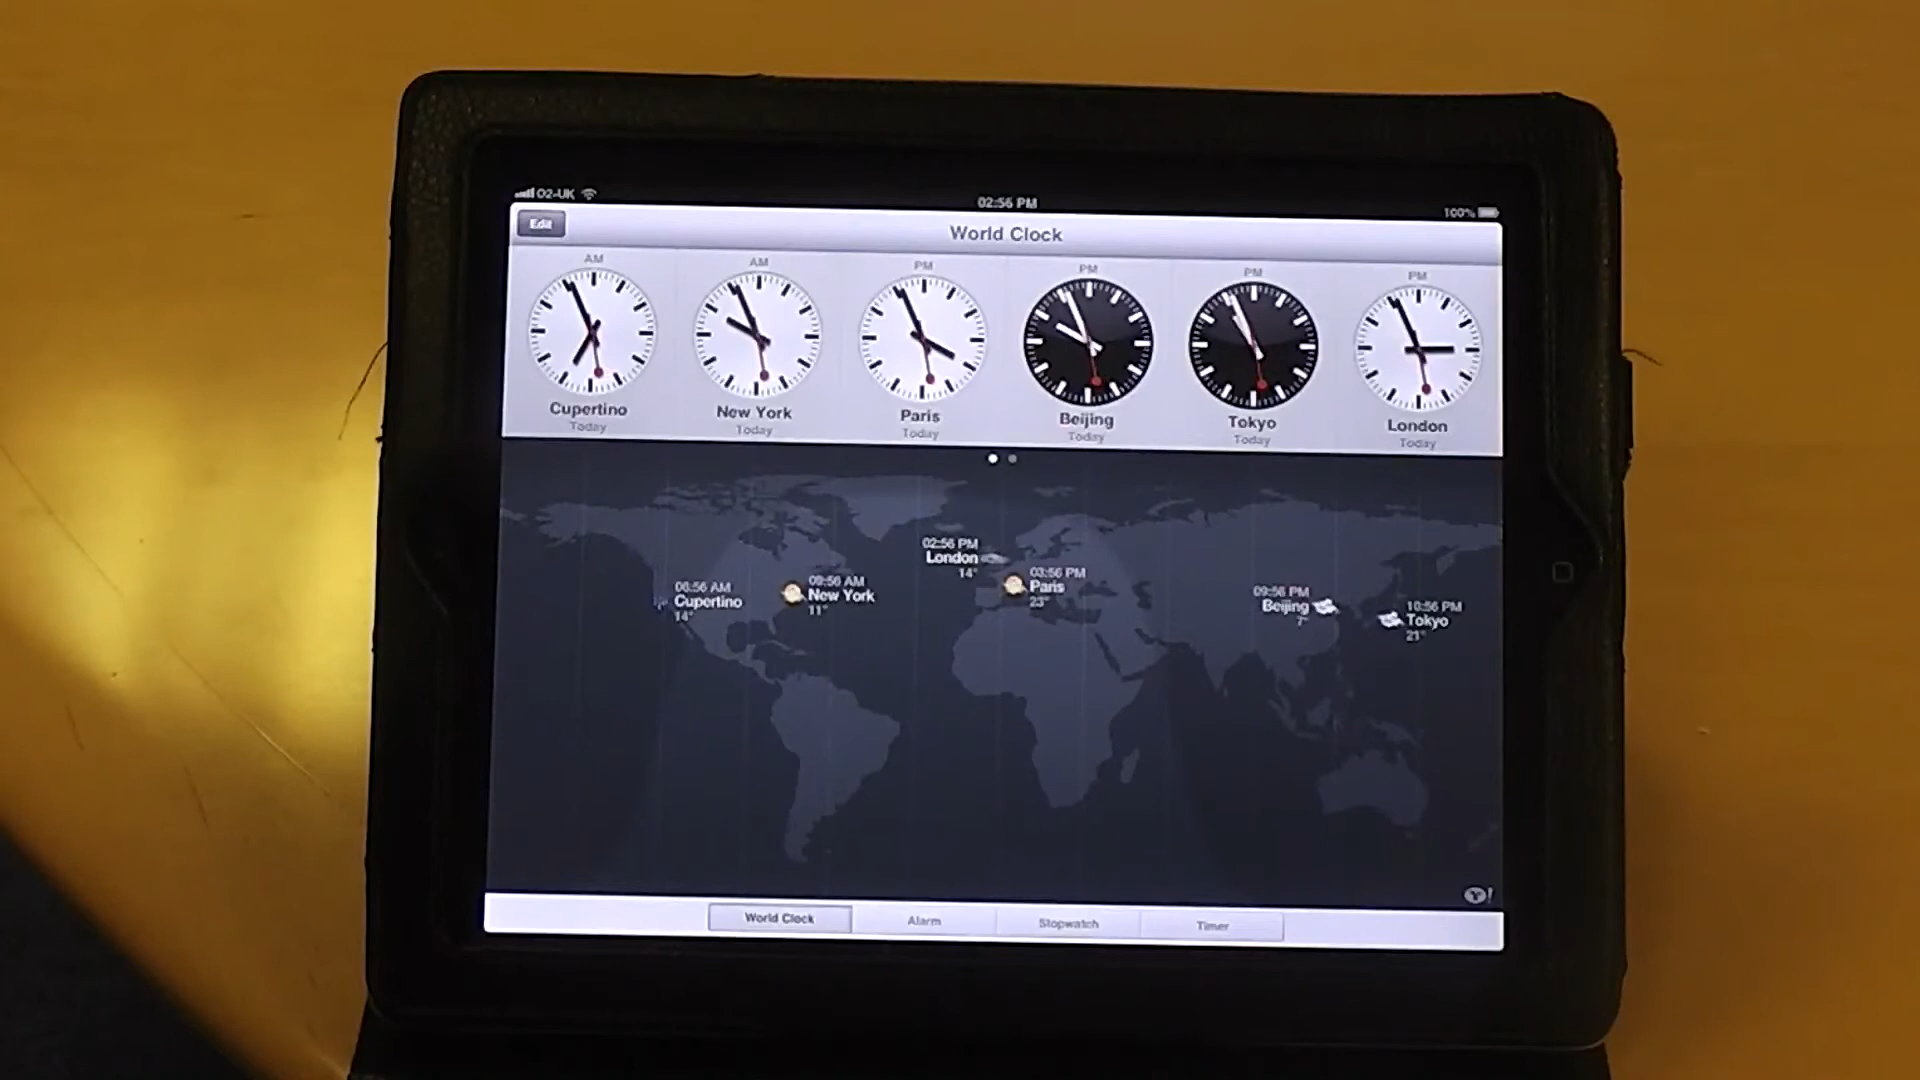 O2-UK
02:56 PM
100%
Edit
World Clock
AM
AM
PM
PM
PM
PM
Cupertino
Today
New York
Today
Paris
Today
Beijing
Today
Tokyo
Today
London
Today
02:56 PM
London
14°
03:56 PM
Paris
23°
06:56 AM
Cupertino
14°
09:56 AM
New York
11°
09:56 PM
Beijing
7°
10:56 PM
Tokyo
21°
Y!
World Clock
Alarm
Stopwatch
Timer